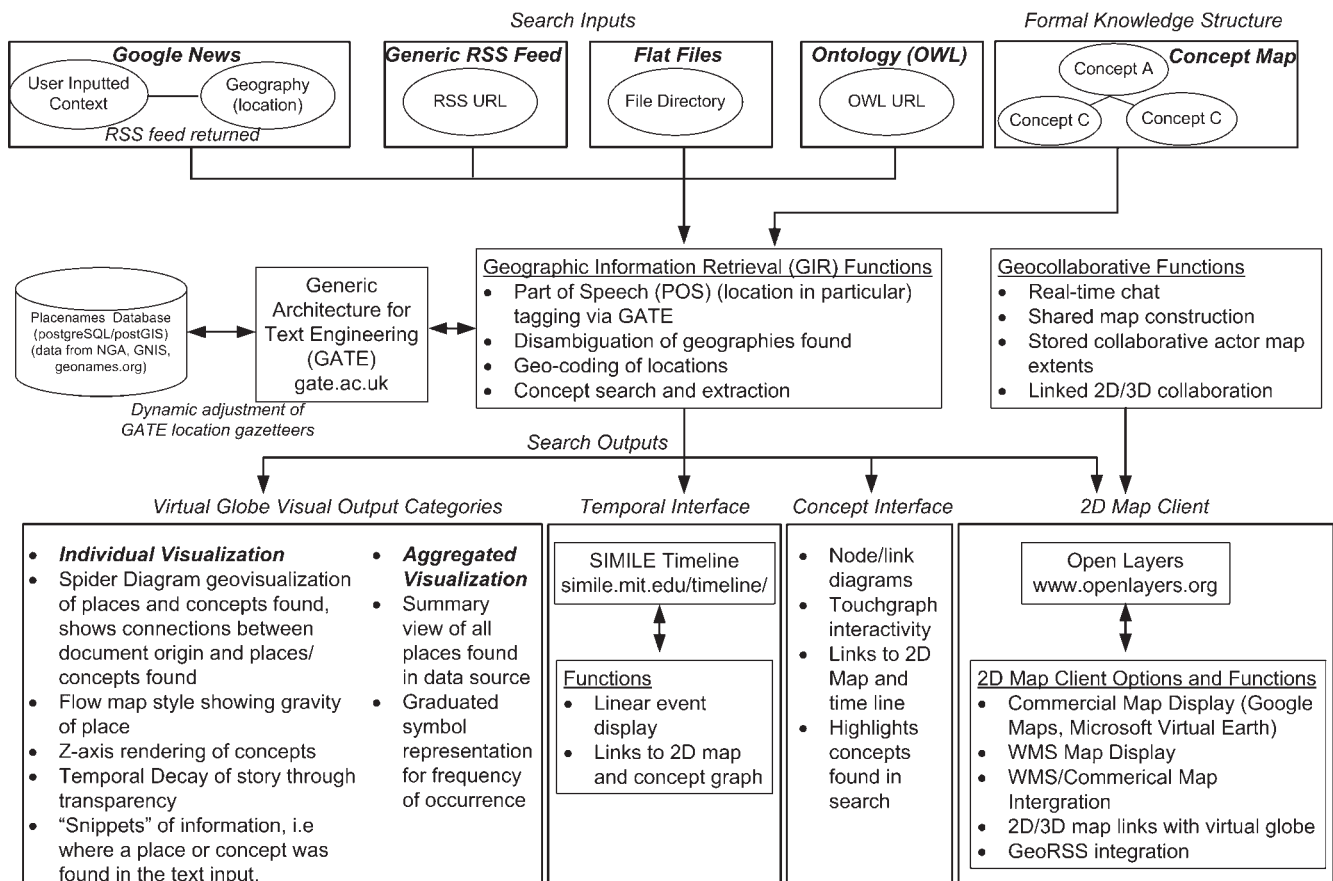 Search Inputs
Formal Knowledge Structure
Google News
User Inputted
Context
Geography
(location)
RSS feed returned
Generic RSS Feed
RSS URL
Flat Files
File Directory
Ontology (OWL)
OWL URL
Concept Map
Concept A
Concept C
Concept C
Placenames Database
(postgreSQL/postGIS)
(data from NGA, GNIS,
geonames.org)
Generic
Architecture for
Text Engineering
(GATE)
gate.ac.uk
Dynamic adjustment of
GATE location gazetteers
Geographic Information Retrieval (GIR) Functions
• Part of Speech (POS) (location in particular)
tagging via GATE
• Disambiguation of geographies found
• Geo-coding of locations
• Concept search and extraction
Geocollaborative Functions
• Real-time chat
• Shared map construction
• Stored collaborative actor map
extents
• Linked 2D/3D collaboration
Search Outputs
Virtual Globe Visual Output Categories
• Individual Visualization
• Spider Diagram geovisualization
of places and concepts found,
shows connections between
document origin and places/
concepts found
• Flow map style showing gravity
of place
• Z-axis rendering of concepts
• Temporal Decay of story through
transparency
• “Snippets” of information, i.e
where a place or concept was
found in the text input.
• Aggregated
Visualization
• Summary
view of all
places found
in data source
• Graduated
symbol
representation
for frequency
of occurrence
Temporal Interface
SIMILE Timeline
simile.mit.edu/timeline/
Functions
• Linear event
display
• Links to 2D map
and concept graph
Concept Interface
• Node/link
diagrams
• Touchgraph
interactivity
• Links to 2D
Map and
time line
• Highlights
concepts
found in
search
2D Map Client
Open Layers
www.openlayers.org
2D Map Client Options and Functions
• Commercial Map Display (Google
Maps, Microsoft Virtual Earth)
• WMS Map Display
• WMS/Commerical Map
Intergration
• 2D/3D map links with virtual globe
• GeoRSS integration